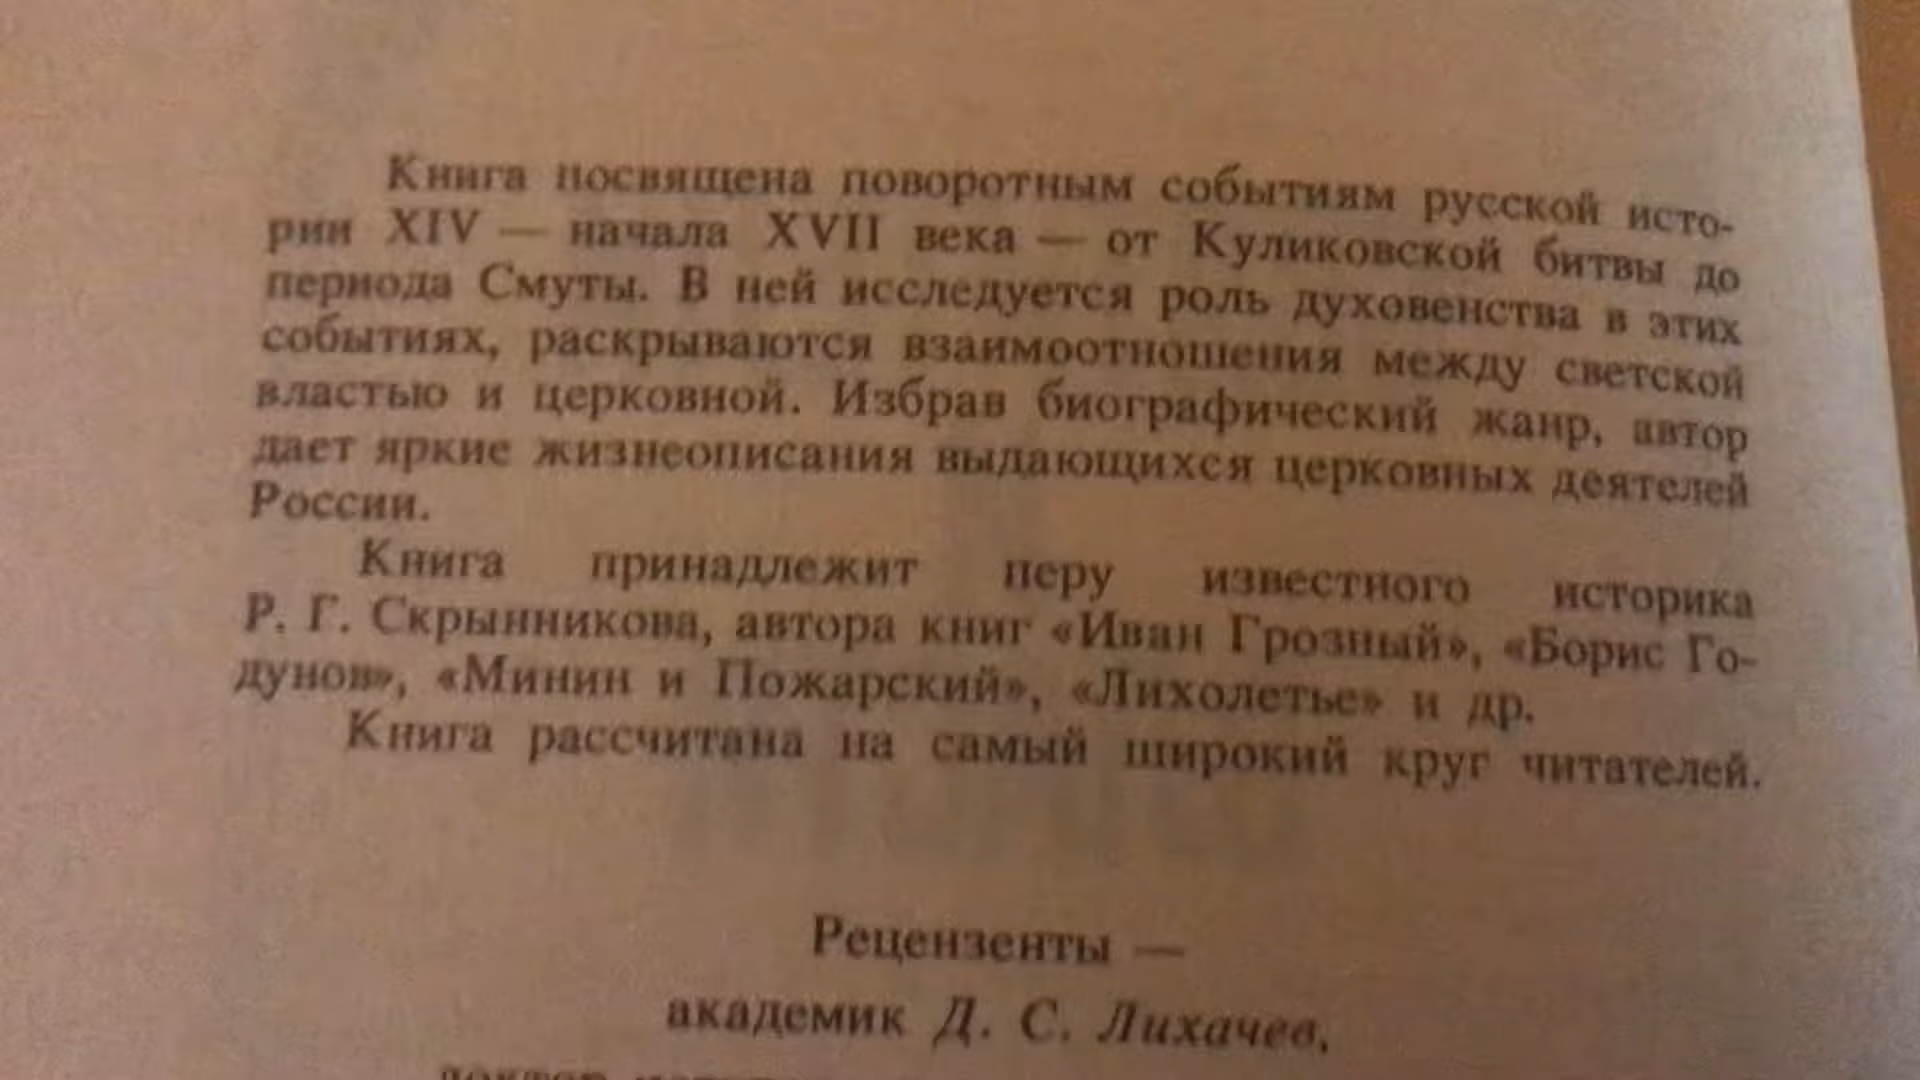 Книга посвящена поворотным событиям русской исто-
рии XIV — начала XVII века — от Куликовской битвы до
периода Смуты. В ней исследуется роль духовенства в этих
событиях, раскрываются взаимоотношения между светской
властью и церковной. Избрав биографический жанр, автор
дает яркие жизнеописания выдающихся церковных деятелей
России.
Книга принадлежит перу известного историка
Р. Г. Скрынникова, автора книг «Иван Грозный», «Борис Го-
дунов», «Минин и Пожарский», «Лихолетье» и др.
Книга рассчитана на самый широкий круг читателей.
Рецензенты —
академик Д. С. Лихачев,